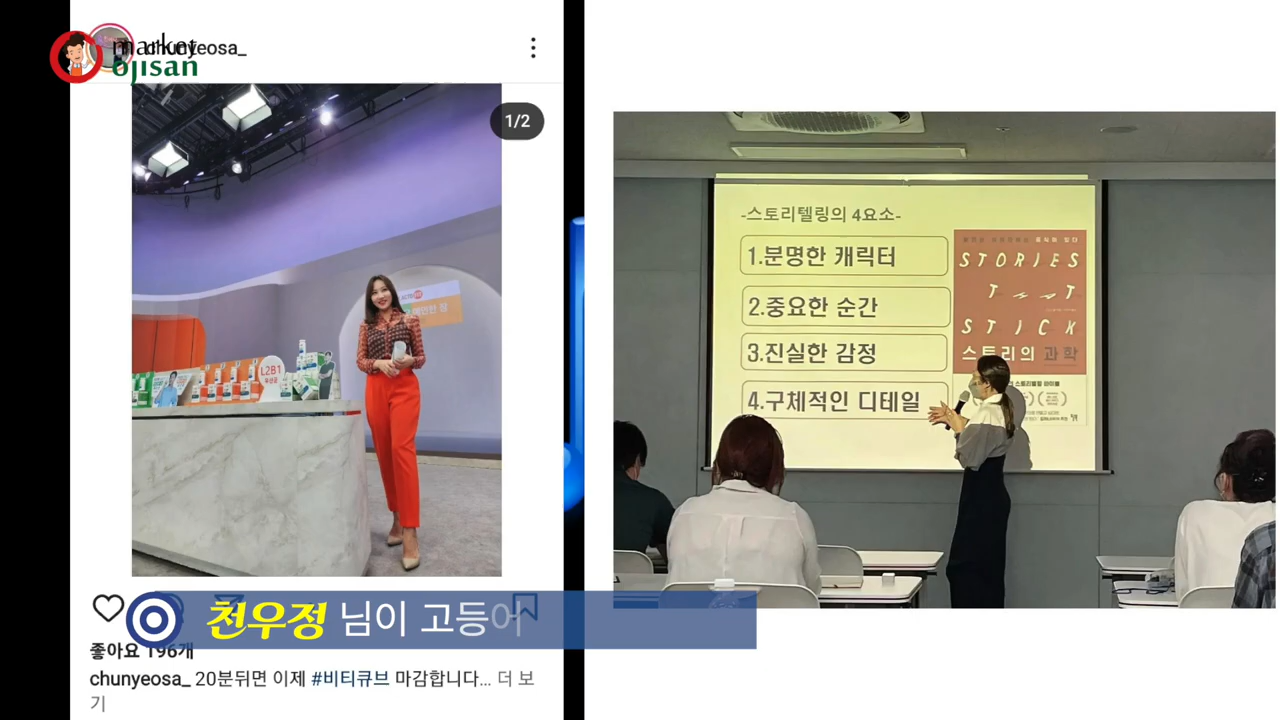 market
ojisan
chunyeosa_
1/2
L2B1
유산균
♡
좋아요 196개
chunyeosa_ 20분뒤면 이제 #비티큐브 마감합니다... 더 보
기
천우정 님이 고등어
-스토리텔링의 4요소-
1.분명한 캐릭터
2.중요한 순간
3.진실한 감정
4.구체적인 디테일
STORIES
STICK
스토리의 과학